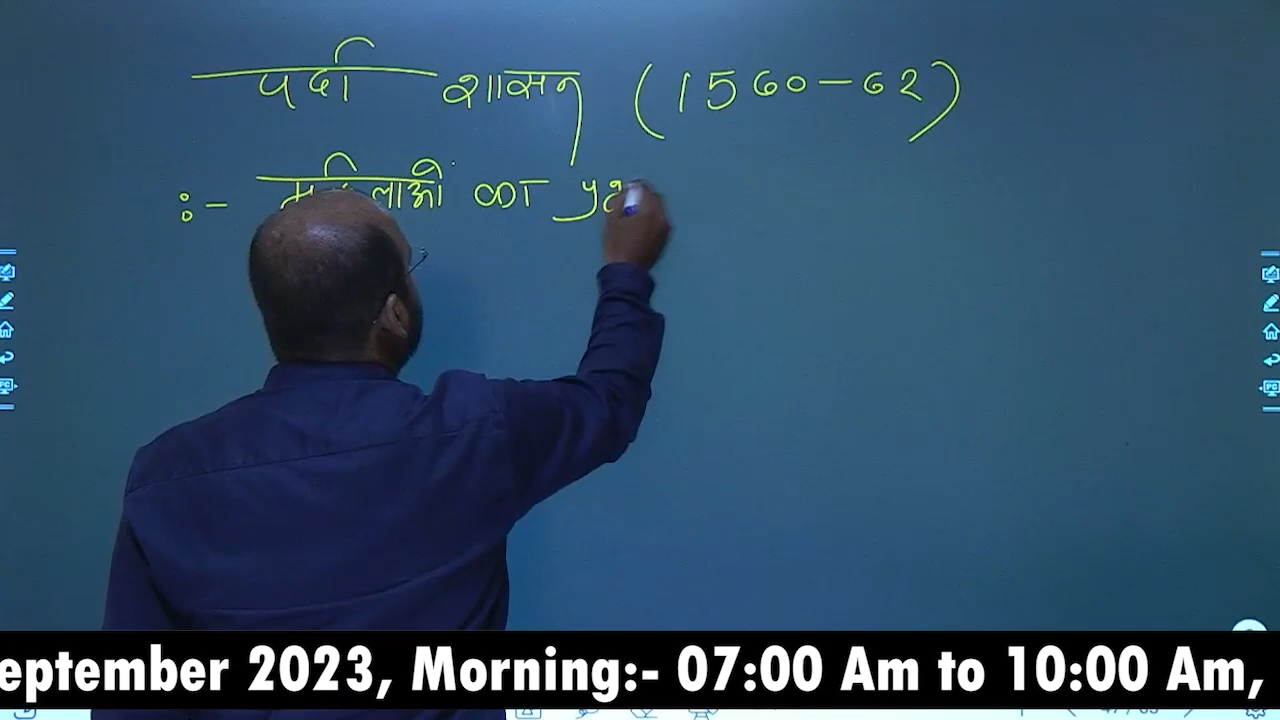 पर्दा शासन (1560-62)
:- महिलाओं का
eptember 2023, Morning:- 07:00 Am to 10:00 Am,